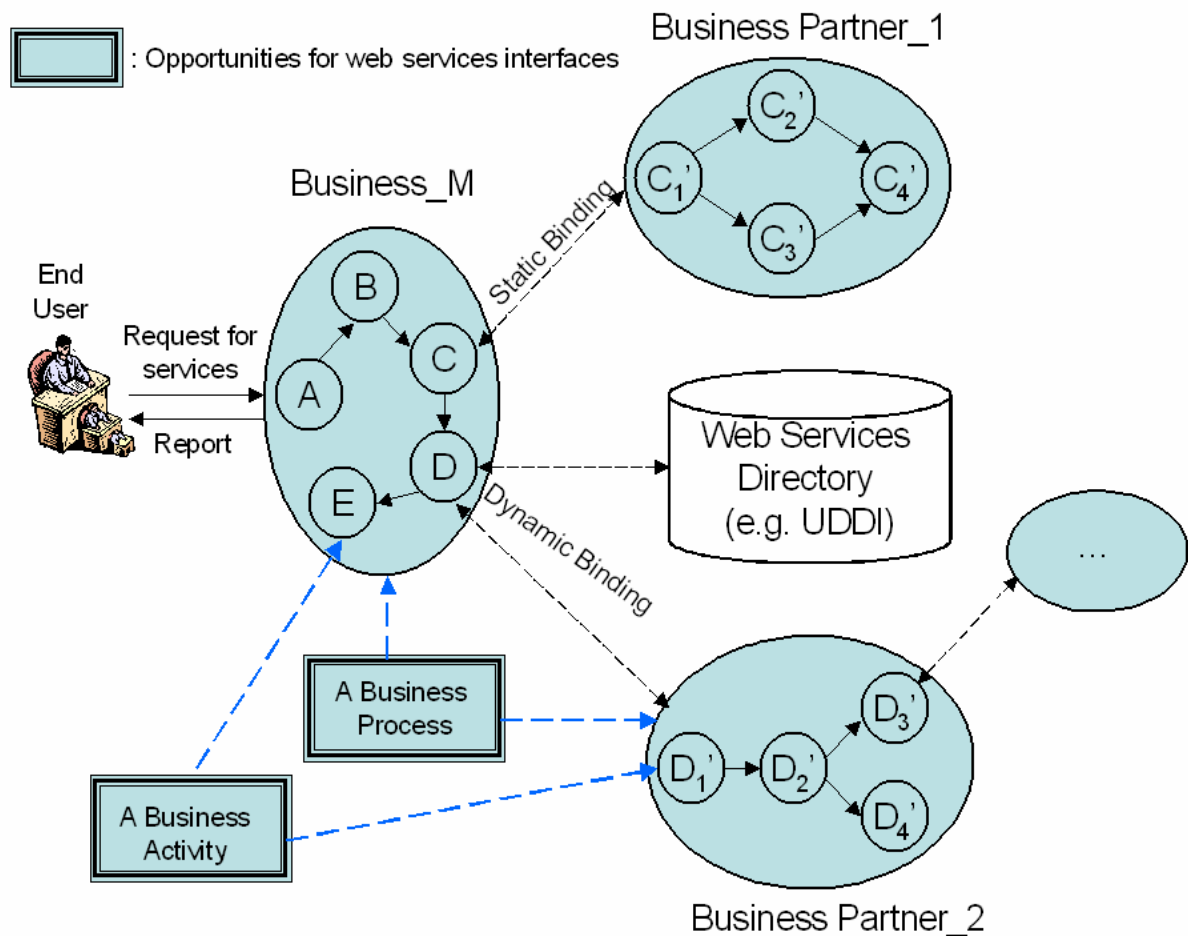 Business Partner_1
: Opportunities for web services interfaces
C2’
C1’
C4’
C3’
Business_M
Static Binding
End
User
Request for
services
Report
A
B
C
D
E
Web Services
Directory
(e.g. UDDI)
Dynamic Binding
...
A Business
Process
A Business
Activity
D1’
D2’
D3’
D4’
Business Partner_2